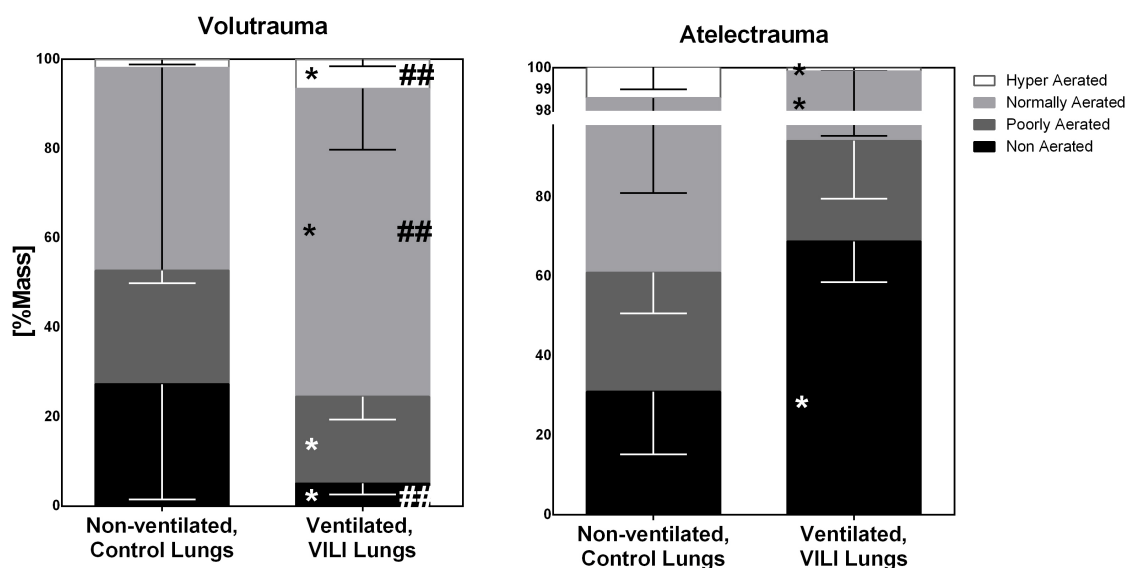 Volutrauma
100
80
60
40
20
0
[%Mass]
*
##
*
##
*
*
##
Non-ventilated,
Control Lungs
Ventilated,
VILI Lungs
Atelectrauma
100
99
98
80
60
40
20
0
*
*
*
Non-ventilated,
Control Lungs
Ventilated,
VILI Lungs
Hyper Aerated
Normally Aerated
Poorly Aerated
Non Aerated